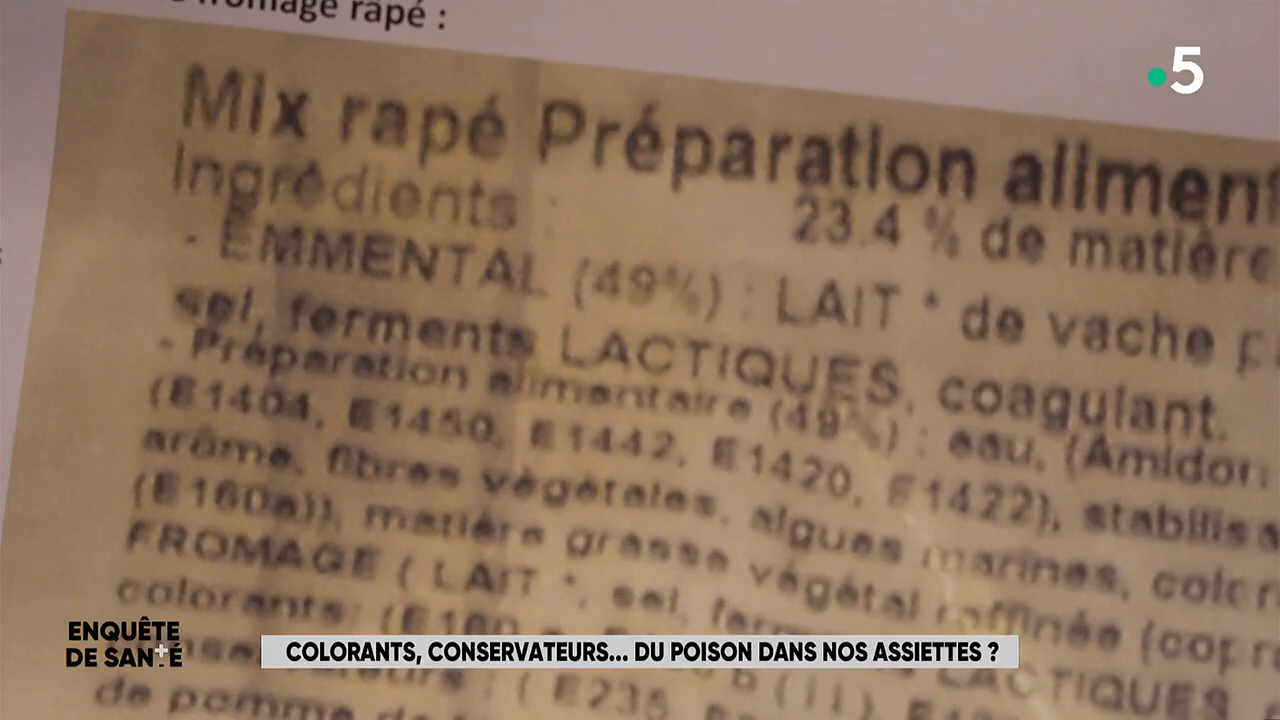 fromage rapé :
5
Mix rapé Préparation aliment
Ingrédients :
23.4 % de matière
- EMMENTAL (49%) : LAIT * de vache
sel, ferments LACTIQUES, coagulant.
- Préparation alimentaire (49%) : eau, (Amidon
(E1404, E1450, E1442, E1420, E1422), stabilisa
arôme, fibres végétales, algues marines,
(E160a)), matière grasse végétal raffinée
FROMAGE ( LAIT *, sel,
colorants: (E160
LACTIQUES
: ( E235
de pomme de
ENQUÊTE
DE SANTÉ
COLORANTS, CONSERVATEURS... DU POISON DANS NOS ASSIETTES ?